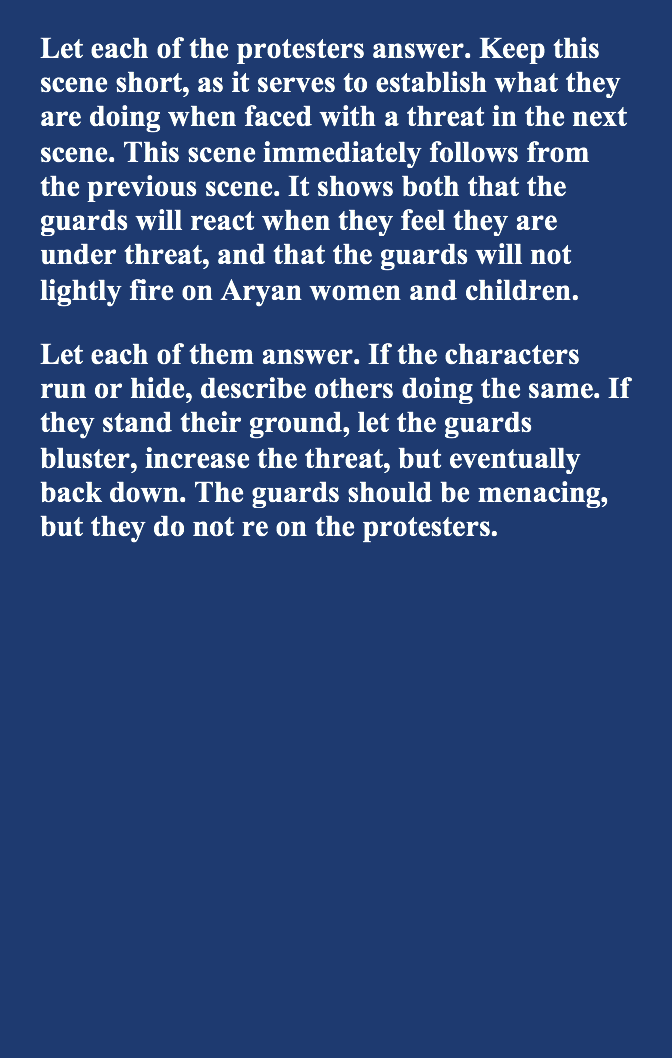 Let each of the protesters answer. Keep this
scene short, as it serves to establish what they
are doing when faced with a threat in the next
scene. This scene immediately follows from
the previous scene. It shows both that the
guards will react when they feel they are
under threat, and that the guards will not
lightly fire on Aryan women and children.
Let each of them answer. If the characters
run or hide, describe others doing the same. If
they stand their ground, let the guards
bluster, increase the threat, but eventually
back down. The guards should be menacing,
but they do not re on the protesters.